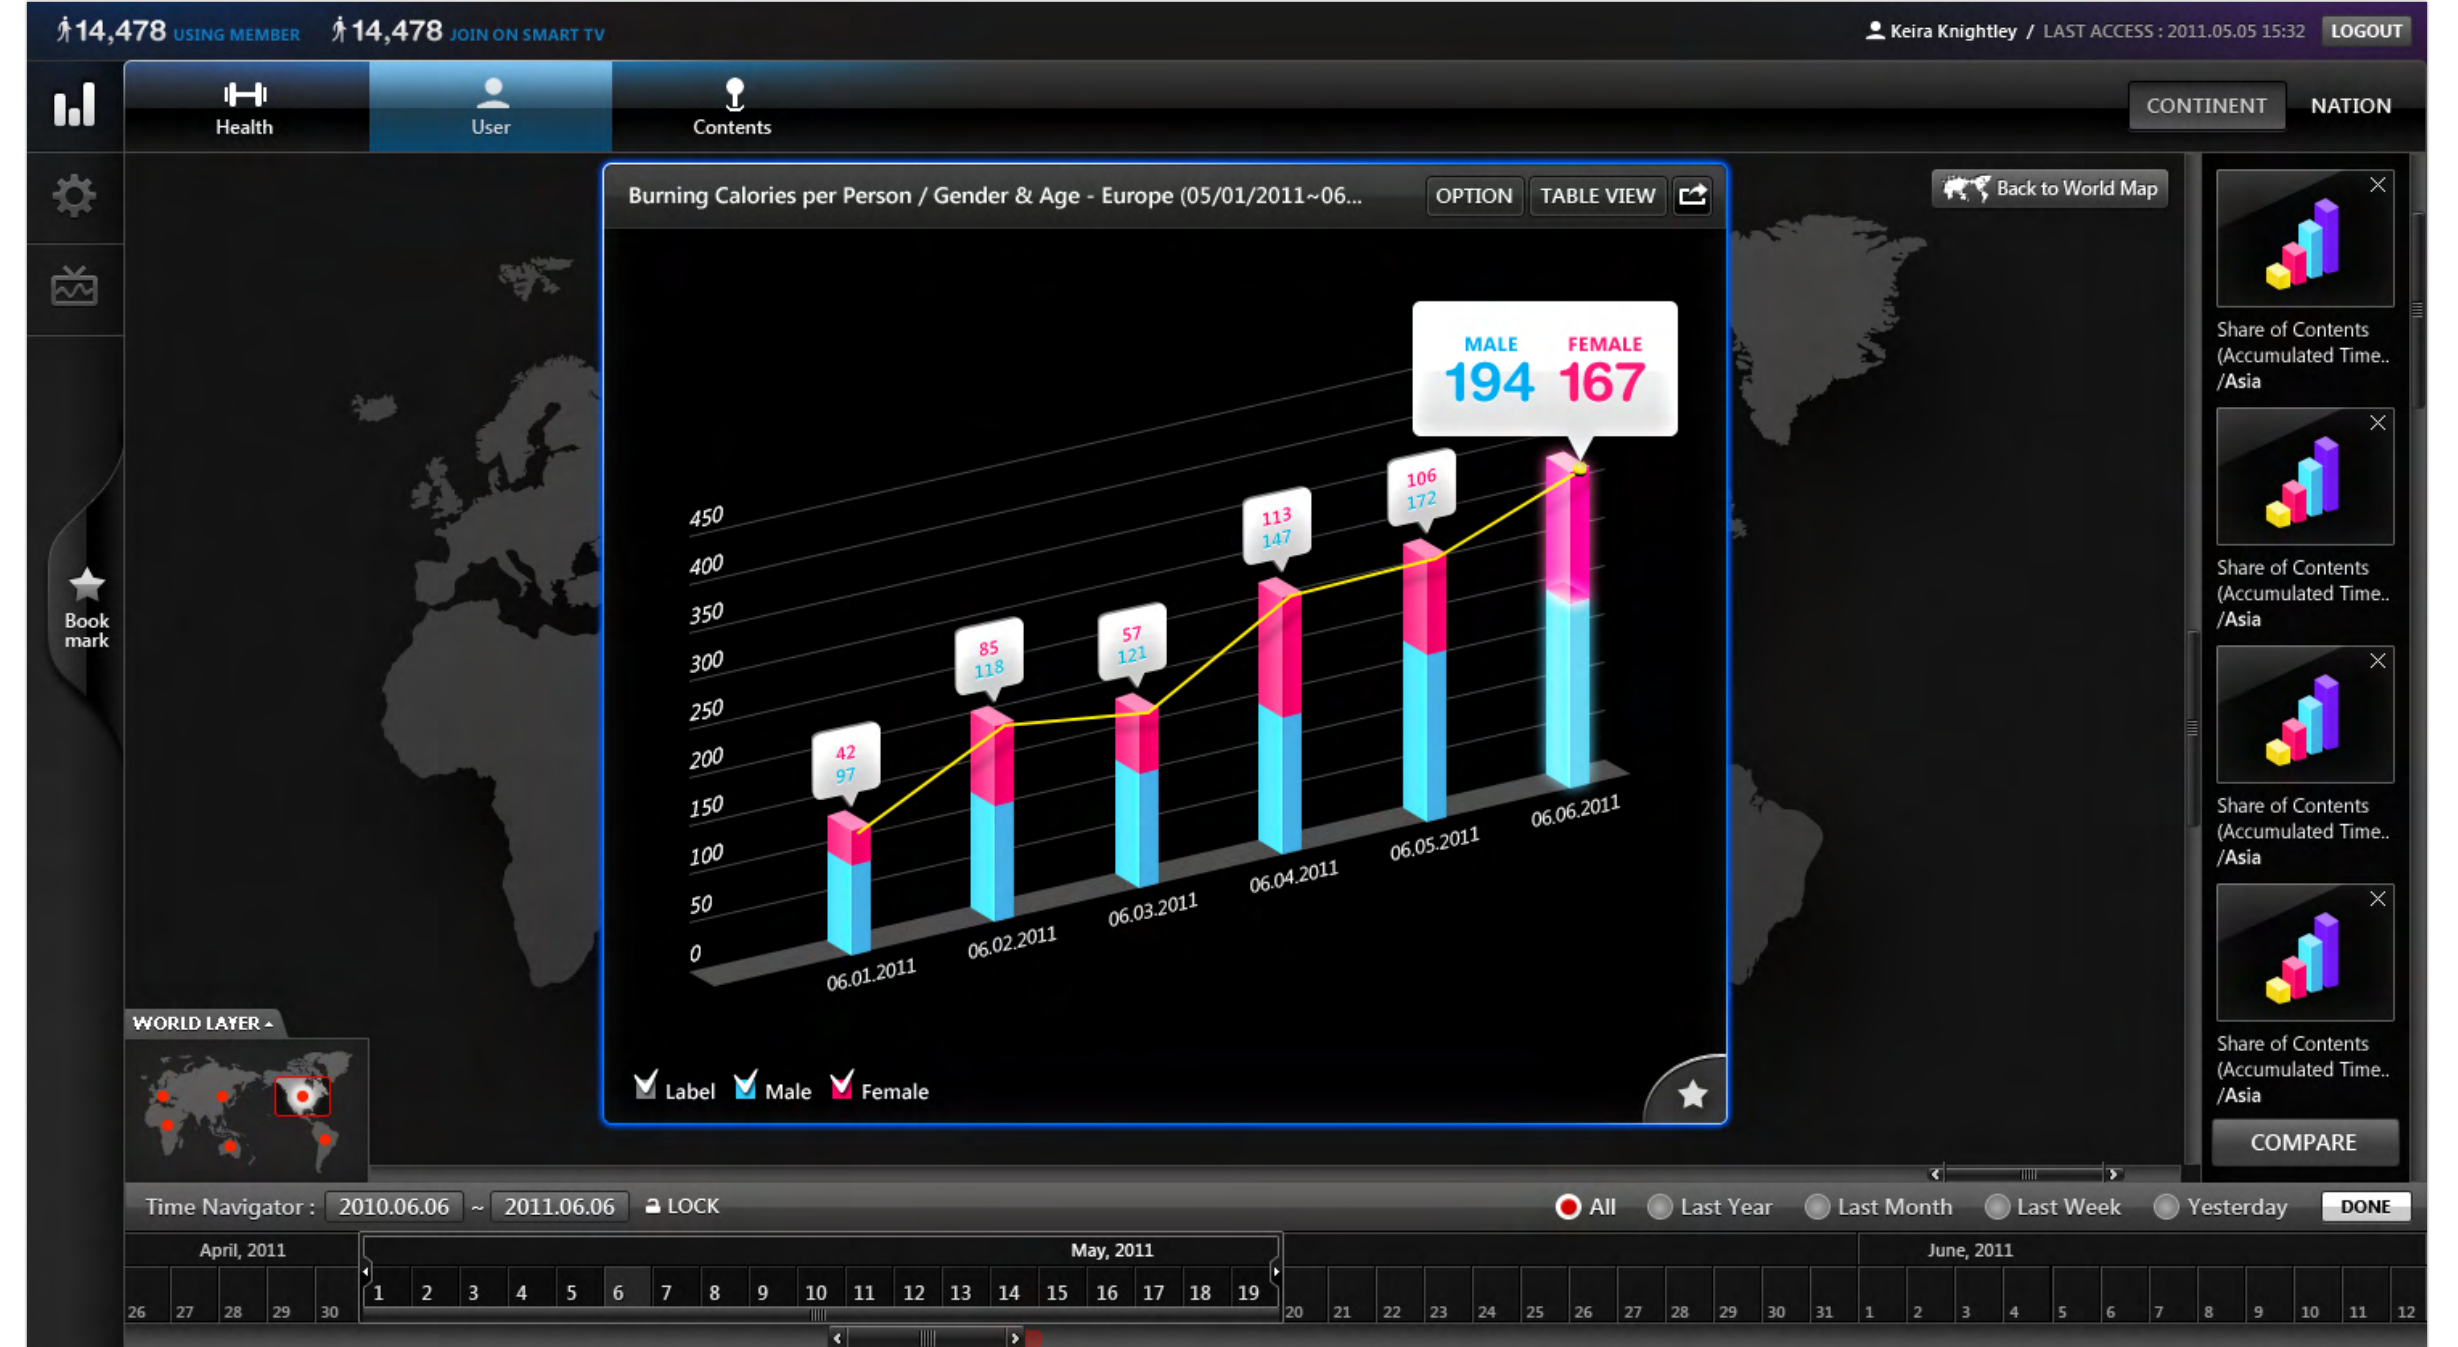 14,478 USING MEMBER 14,478 JOIN ON SMART TV
Keira Knightley / LAST ACCESS : 2011.05.05 15:32 LOGOUT
Health User Contents
CONTINENT NATION
Burning Calories per Person / Gender & Age - Europe (05/01/2011~06...
OPTION TABLE VIEW
Back to World Map
MALE FEMALE
194 167
450
400
350
300
250
200
150
100
50
0
42
97
85
118
57
121
113
147
106
172
06.01.2011
06.02.2011
06.03.2011
06.04.2011
06.05.2011
06.06.2011
Label Male Female
Book
mark
WORLD LAYER
Share of Contents
(Accumulated Time..
/Asia
Share of Contents
(Accumulated Time..
/Asia
Share of Contents
(Accumulated Time..
/Asia
Share of Contents
(Accumulated Time..
/Asia
COMPARE
Time Navigator : 2010.06.06 ~ 2011.06.06 LOCK
All Last Year Last Month Last Week Yesterday DONE
April, 2011 May, 2011 June, 2011
26 27 28 29 30 1 2 3 4 5 6 7 8 9 10 11 12 13 14 15 16 17 18 19 20 21 22 23 24 25 26 27 28 29 30 31 1 2 3 4 5 6 7 8 9 10 11 12